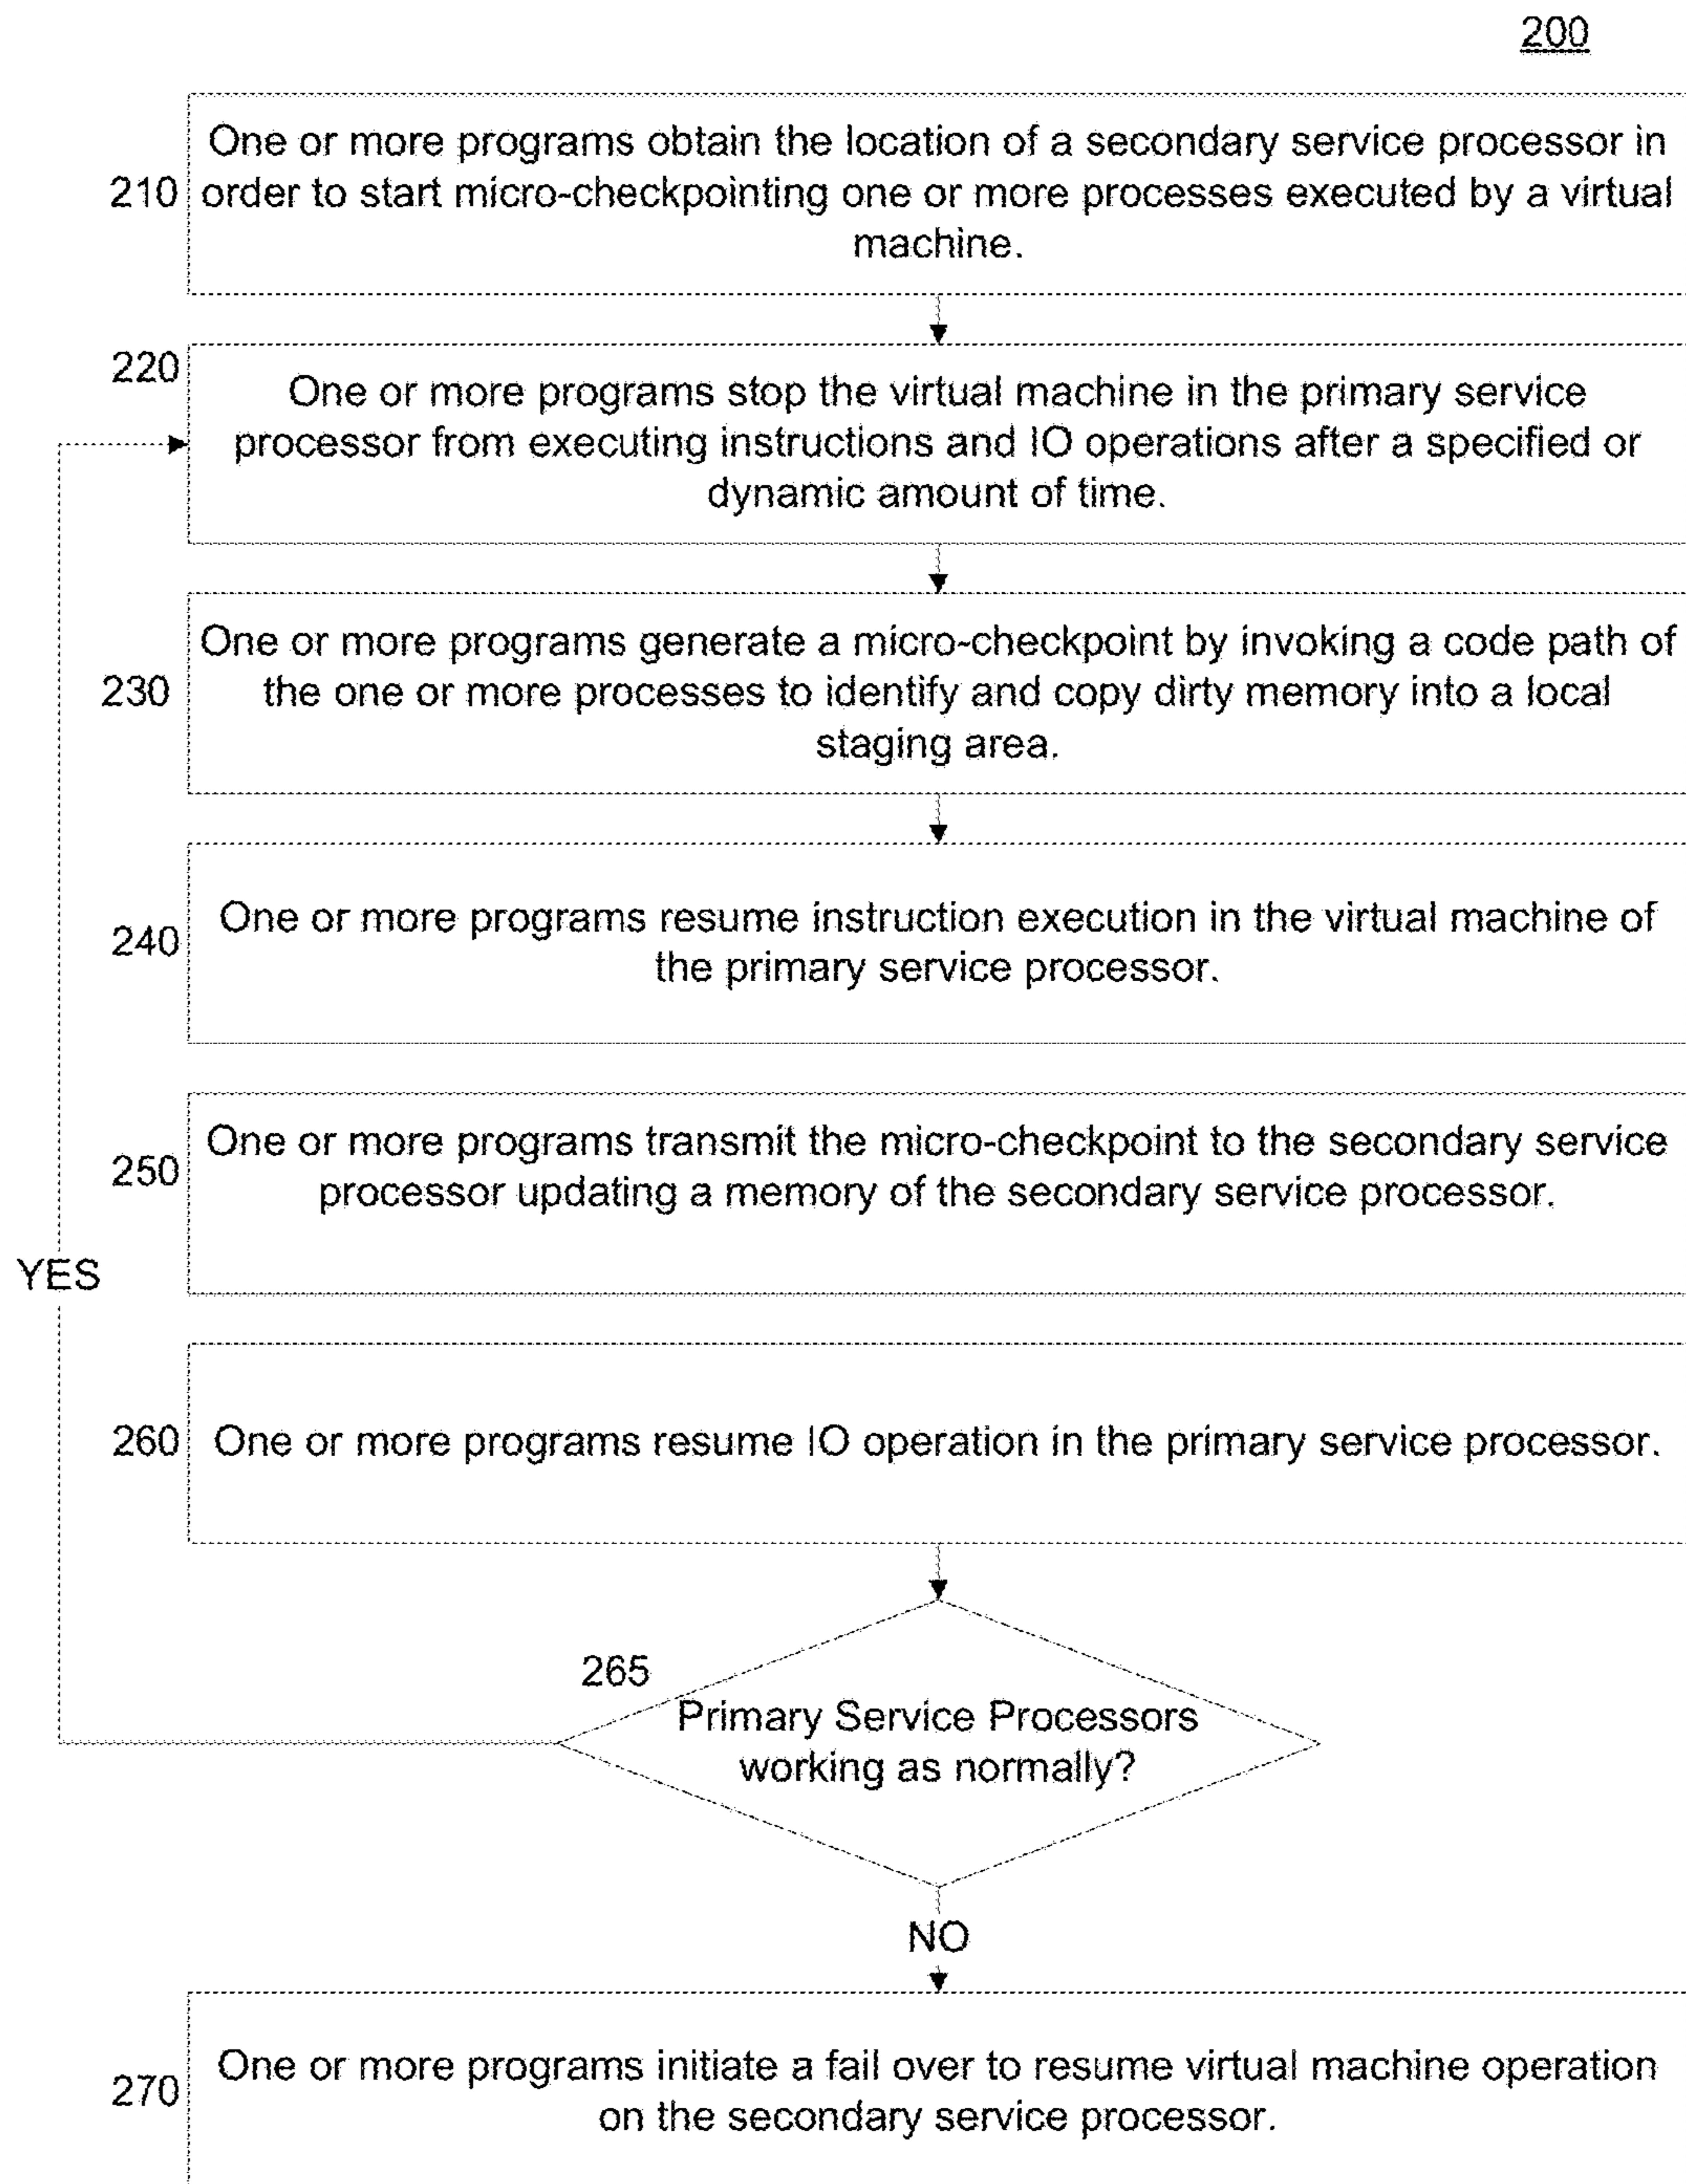 200
210
One or more programs obtain the location of a secondary service processor in
order to start micro-checkpointing one or more processes executed by a virtual
machine.
220
One or more programs stop the virtual machine in the primary service
processor from executing instructions and IO operations after a specified or
dynamic amount of time.
230
One or more programs generate a micro-checkpoint by invoking a code path of
the one or more processes to identify and copy dirty memory into a local
staging area.
240
One or more programs resume instruction execution in the virtual machine of
the primary service processor.
250
One or more programs transmit the micro-checkpoint to the secondary service
processor updating a memory of the secondary service processor.
YES
260
One or more programs resume IO operation in the primary service processor.
265
Primary Service Processors
working as normally?
NO
270
One or more programs initiate a fail over to resume virtual machine operation
on the secondary service processor.